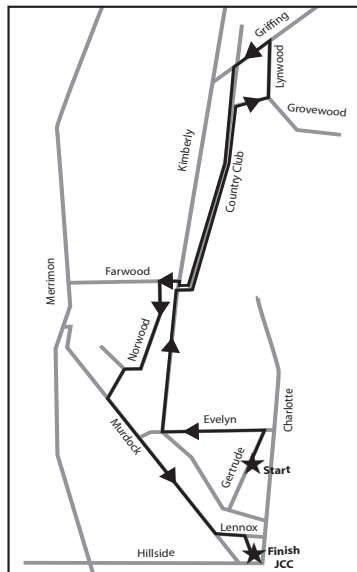 Griffing
Lynwood
Grovewood
Kimberly
Country Club
Farwood
Merrimon
Norwood
Charlotte
Evelyn
Murdock
Gertrude
Start
Lennox
Hillside
Finish
JCC